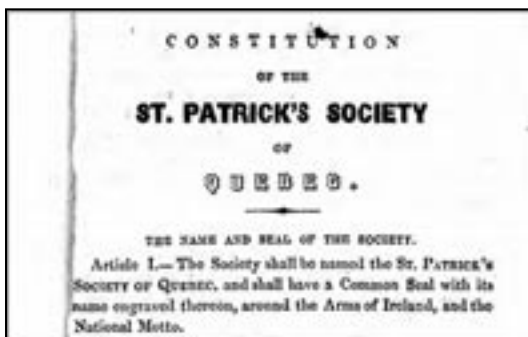 CONSTITUTION
OF THE
ST. PATRICK'S SOCIETY
OF
QUEBEC.
THE NAME AND SEAL OF THE SOCIETY.
Article I.—The Society shall be named the ST. PATRICK'S
SOCIETY OF QUEBEC, and shall have a Common Seal with its
name engraved thereon, around the Arms of Ireland, and the
National Motto.